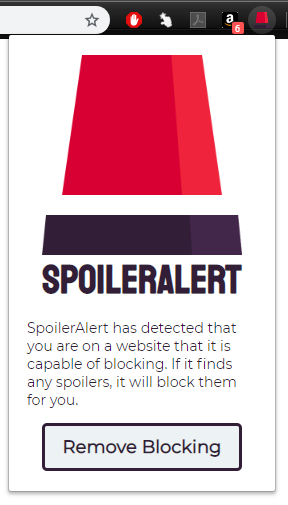 a
6
SPOILERALERT
SpoilerAlert has detected that
you are on a website that it is
capable of blocking. If it finds
any spoilers, it will block them
for you.
Remove Blocking